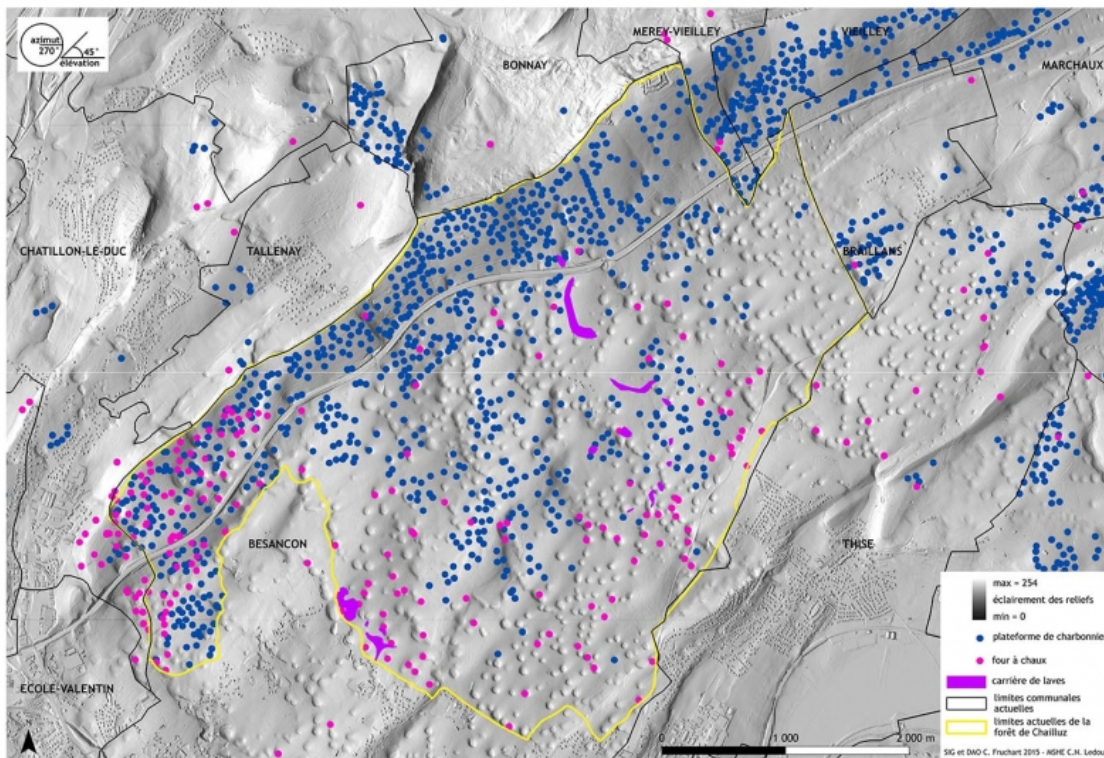 azimut
270°
45°
élévation
MEREY-VIEILLEY
VIEILLEY
BONNAY
MARCHAUX
CHATILLON-LE-DUC
TALLENAY
BRAILLANS
BESANCON
THISE
ECOLE-VALENTIN
max = 254
éclairement des reliefs
min = 0
plateforme de charbonnie
four à chaux
carrière de laves
limites communales
actuelles
limites actuelles de la
forêt de Chailluz
N
0
1 000
2 000 m
SIG et DAO C. Fruchart 2015 - MSHE C.N. Ledou